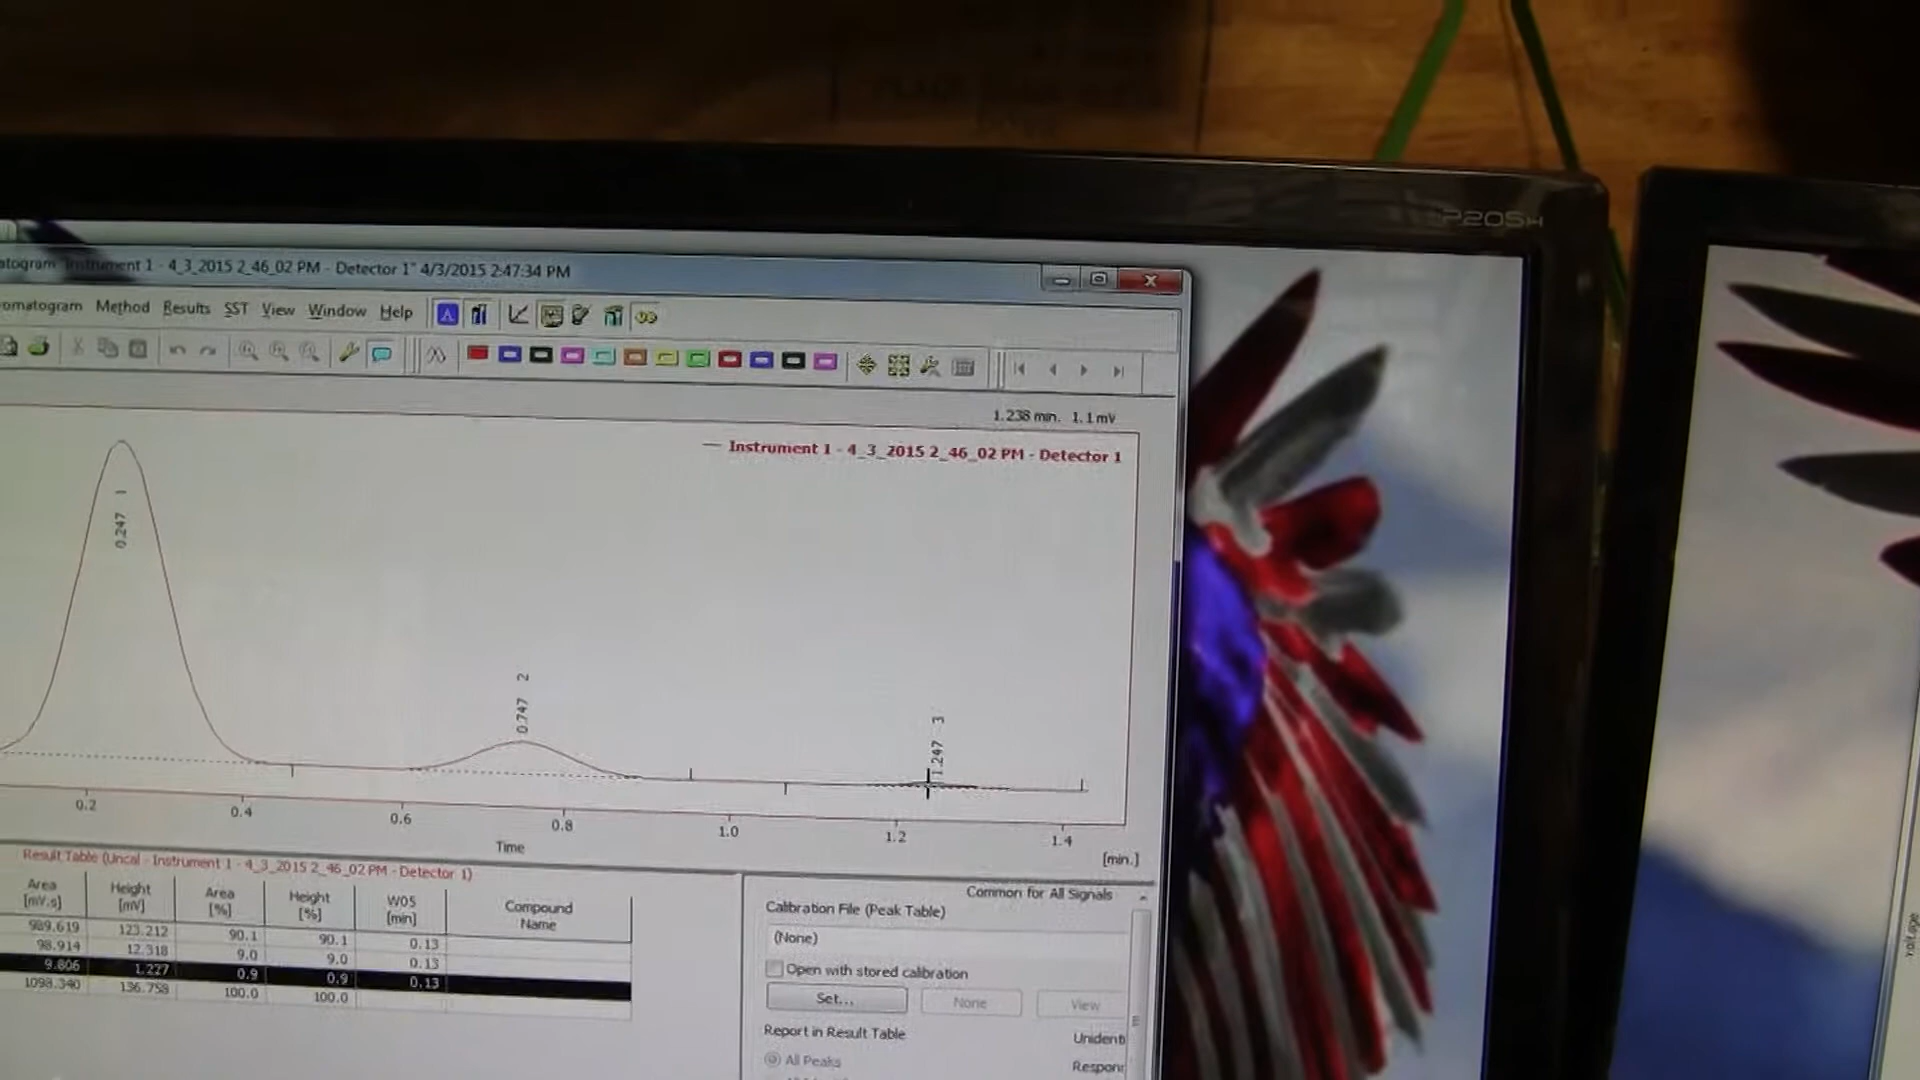 P205H
atogram Instrument 1 - 4_3_2015 2_46_02 PM - Detector 1" 4/3/2015 2:47:34 PM
omatogram Method Results SST View Window Help
1.238 min. 1.1 mV
Instrument 1 - 4_3_2015 2_46_02 PM - Detector 1
0.247 1
0.747 2
1.247 3
0.2 0.4 0.6 0.8 1.0 1.2 1.4
Time
[min.]
Result Table (Uncal - Instrument 1 - 4_3_2015 2_46_02 PM - Detector 1)
Area [mV.s] Height [mV] Area [%] Height [%] W05 [min] Compound Name
989.619 123.212 90.1 90.1 0.13
98.914 12.318 9.0 9.0 0.13
9.806 1.227 0.9 0.9 0.13
1098.340 136.758 100.0 100.0
Common for All Signals
Calibration File (Peak Table)
(None)
Open with stored calibration
Set... None View
Report in Result Table
Unident
Respon
All Peaks
Voltage